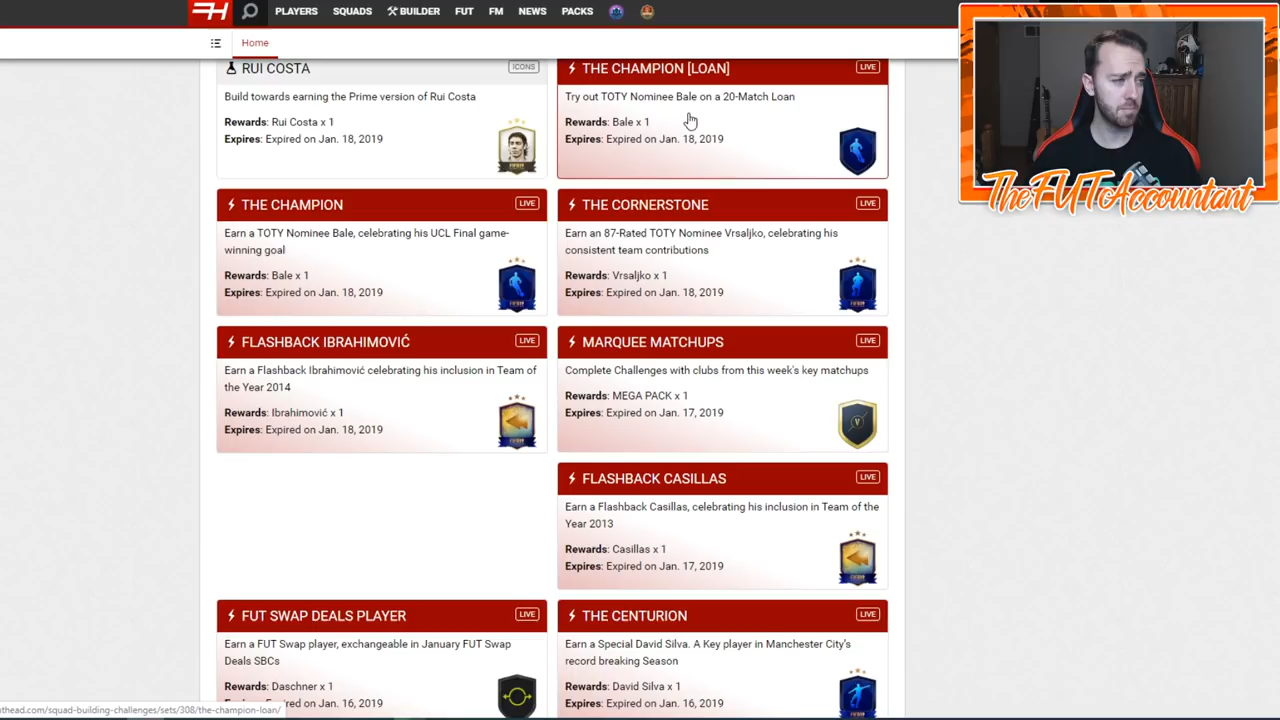 PLAYERS SQUADS BUILDER FUT FM NEWS PACKS
Home
RUI COSTA ICONS
Build towards earning the Prime version of Rui Costa
Rewards: Rui Costa x 1
Expires: Expired on Jan. 18, 2019
THE CHAMPION [LOAN] LIVE
Try out TOTY Nominee Bale on a 20-Match Loan
Rewards: Bale x 1
Expires: Expired on Jan. 18, 2019
THE CHAMPION LIVE
Earn a TOTY Nominee Bale, celebrating his UCL Final game-
winning goal
Rewards: Bale x 1
Expires: Expired on Jan. 18, 2019
THE CORNERSTONE LIVE
Earn an 87-Rated TOTY Nominee Vrsaljko, celebrating his
consistent team contributions
Rewards: Vrsaljko x 1
Expires: Expired on Jan. 18, 2019
FLASHBACK IBRAHIMOVIĆ LIVE
Earn a Flashback Ibrahimović celebrating his inclusion in Team of
the Year 2014
Rewards: Ibrahimović x 1
Expires: Expired on Jan. 18, 2019
MARQUEE MATCHUPS LIVE
Complete Challenges with clubs from this week's key matchups
Rewards: MEGA PACK x 1
Expires: Expired on Jan. 17, 2019
FLASHBACK CASILLAS LIVE
Earn a Flashback Casillas, celebrating his inclusion in Team of the
Year 2013
Rewards: Casillas x 1
Expires: Expired on Jan. 17, 2019
FUT SWAP DEALS PLAYER LIVE
Earn a FUT Swap player, exchangeable in January FUT Swap
Deals SBCs
Rewards: Daschner x 1
Expires: Expired on Jan. 16, 2019
THE CENTURION LIVE
Earn a Special David Silva. A Key player in Manchester City's
record breaking Season
Rewards: David Silva x 1
Expires: Expired on Jan. 16, 2019
uthead.com/squad-building-challenges/sets/308/the-champion-loan/
TheFUTAccountant